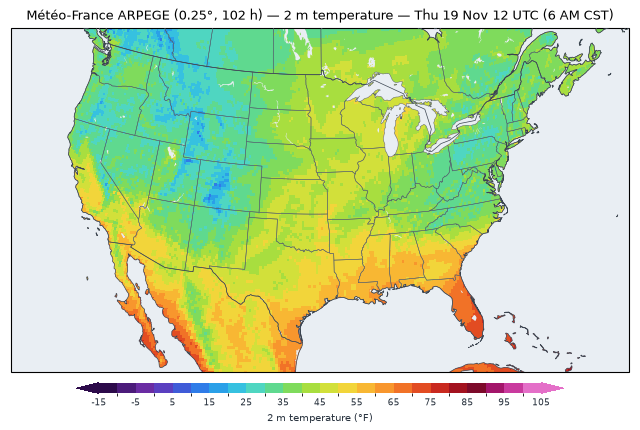 Météo-France ARPEGE (0.25°, 102 h) — 2 m temperature — Thu 19 Nov 12 UTC (6 AM CST)
-15 -5 5 15 25 35 45 55 65 75 85 95 105
2 m temperature (°F)